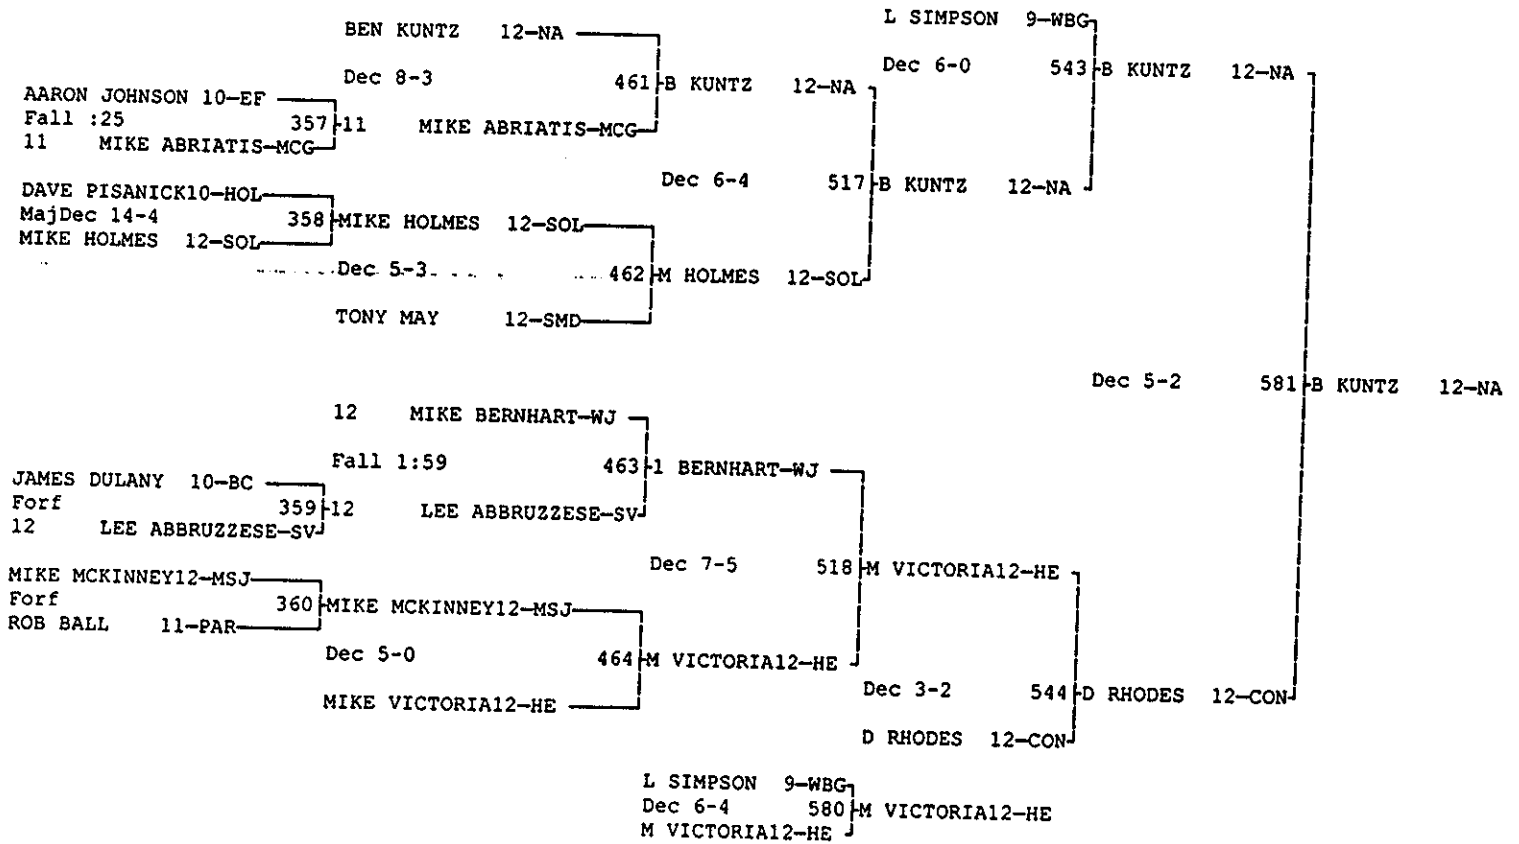 L SIMPSON 9-WBG
BEN KUNTZ 12-NA
Dec 6-0 543 B KUNTZ 12-NA
Dec 8-3 461 B KUNTZ 12-NA
AARON JOHNSON 10-EF
Fall :25 357 11 MIKE ABRIATIS-MCG
11 MIKE ABRIATIS-MCG
Dec 6-4 517 B KUNTZ 12-NA
DAVE PISANICK10-HOL
MajDec 14-4 358 MIKE HOLMES 12-SOL
MIKE HOLMES 12-SOL
Dec 5-3 462 M HOLMES 12-SOL
TONY MAY 12-SMD
Dec 5-2 581 B KUNTZ 12-NA
12 MIKE BERNHART-WJ
Fall 1:59 463 1 BERNHART-WJ
JAMES DULANY 10-BC
Forf 359 12 LEE ABBRUZZESE-SV
12 LEE ABBRUZZESE-SV
Dec 7-5 518 M VICTORIA12-HE
MIKE MCKINNEY12-MSJ
Forf 360 MIKE MCKINNEY12-MSJ
ROB BALL 11-PAR
Dec 5-0 464 M VICTORIA12-HE
MIKE VICTORIA12-HE
Dec 3-2 544 D RHODES 12-CON
D RHODES 12-CON
L SIMPSON 9-WBG
Dec 6-4 580 M VICTORIA12-HE
M VICTORIA12-HE